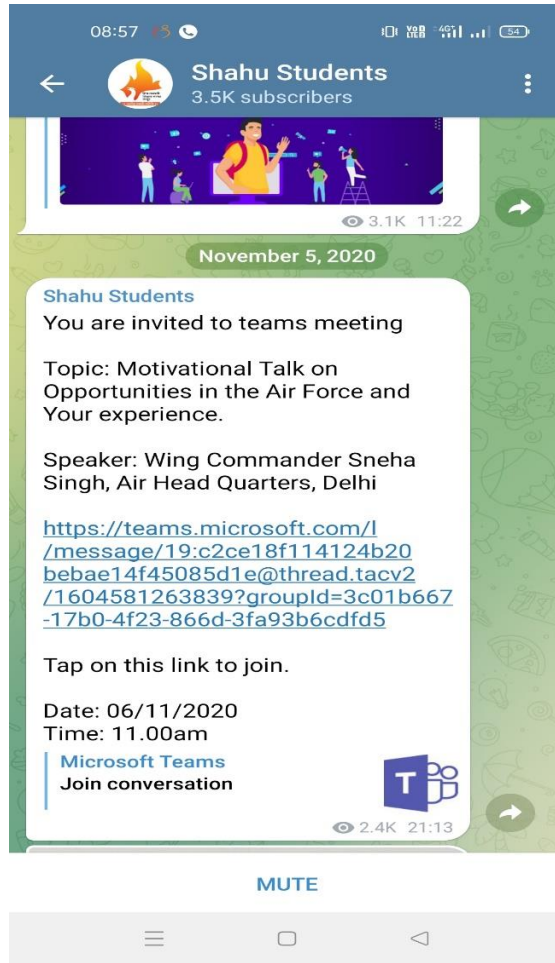 08:57
VoLTE 4G 54
Shahu Students
3.5K subscribers
3.1K 11:22
November 5, 2020
Shahu Students
You are invited to teams meeting
Topic: Motivational Talk on
Opportunities in the Air Force and
Your experience.
Speaker: Wing Commander Sneha
Singh, Air Head Quarters, Delhi
https://teams.microsoft.com/l
/message/19:c2ce18f114124b20
bebae14f45085d1e@thread.tacv2
/1604581263839?groupId=3c01b667
-17b0-4f23-866d-3fa93b6cdfd5
Tap on this link to join.
Date: 06/11/2020
Time: 11.00am
Microsoft Teams
Join conversation
T
2.4K 21:13
MUTE